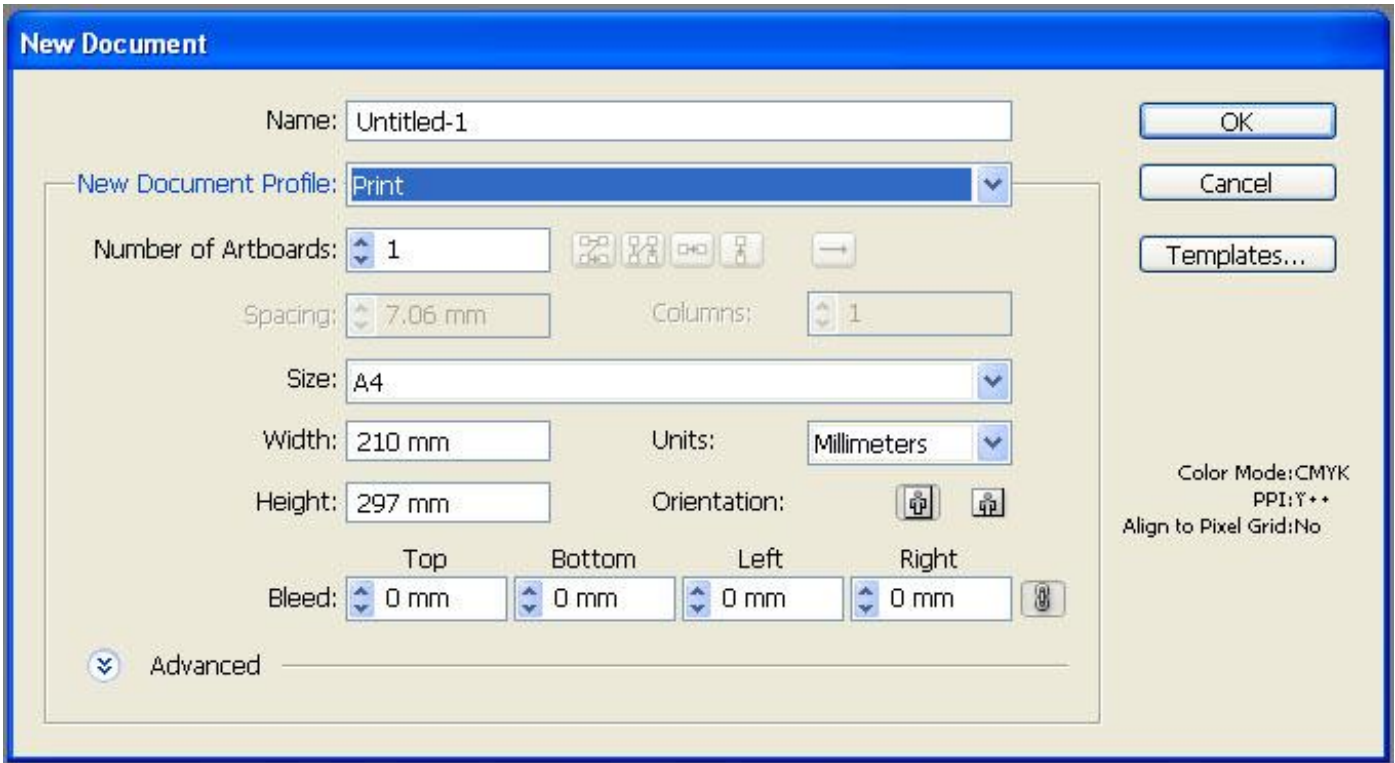 New Document
Name: Untitled-1
OK
New Document Profile: Print
Cancel
Number of Artboards: 1
Templates...
Spacing: 7.06 mm Columns: 1
Size: A4
Width: 210 mm Units: Millimeters
Height: 297 mm Orientation:
Color Mode:CMYK
PPI:۳۰۰
Align to Pixel Grid:No
Top Bottom Left Right
Bleed: 0 mm 0 mm 0 mm 0 mm
Advanced